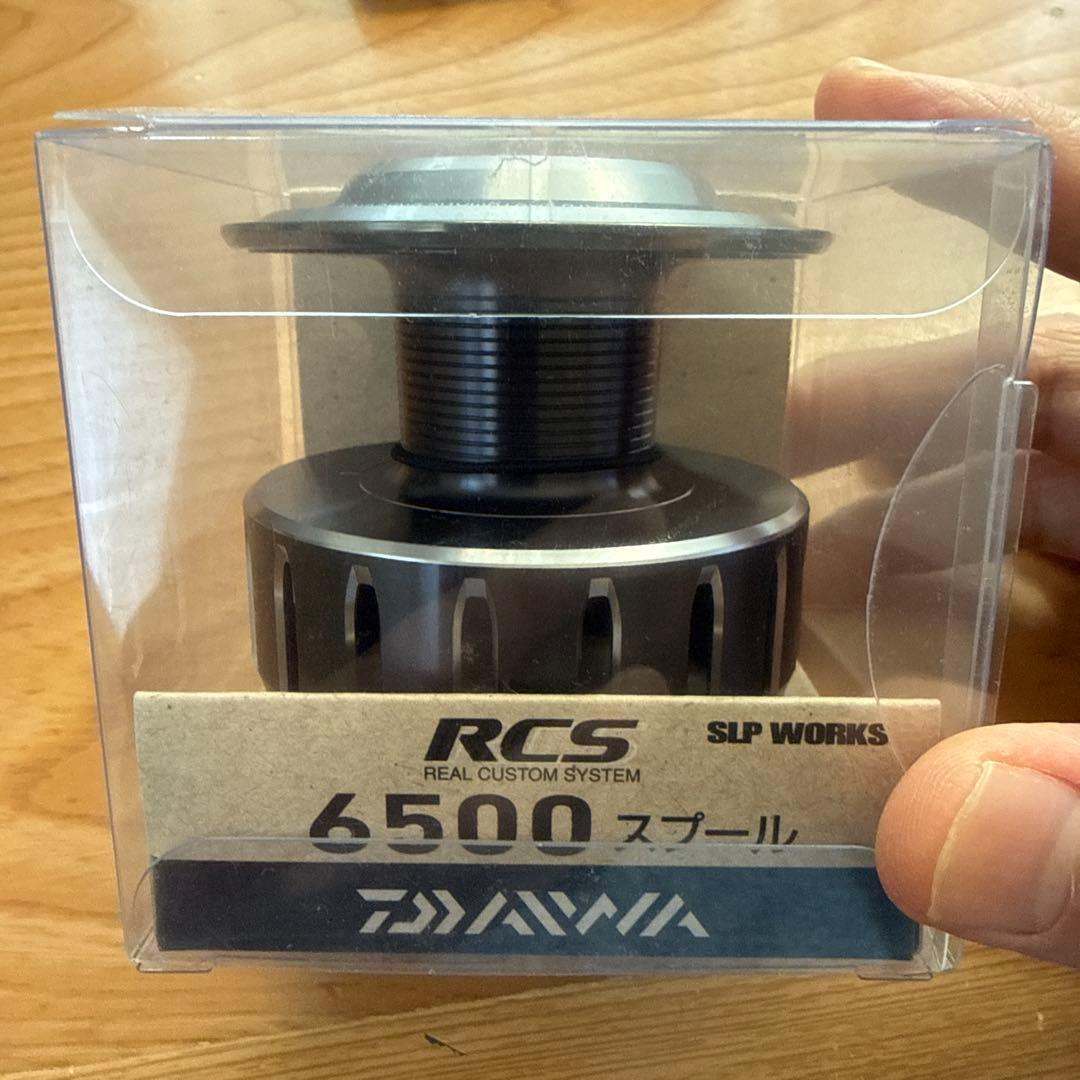 RCS
SLP WORKS
REAL CUSTOM SYSTEM
6500 スプール
DAIWA